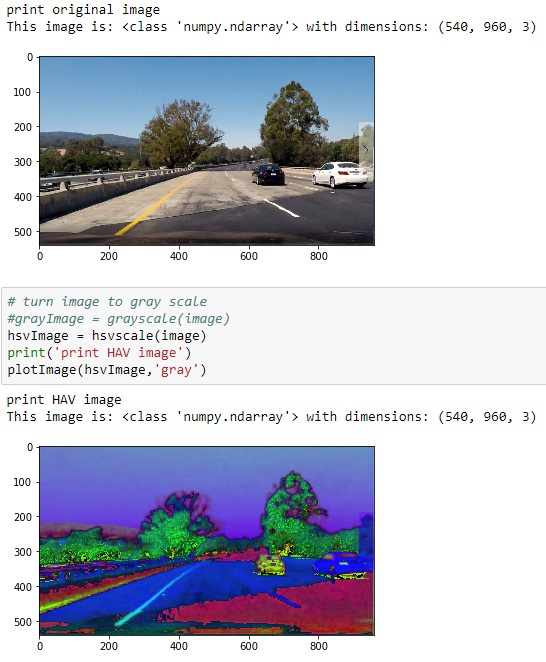 print original image
This image is: <class 'numpy.ndarray'> with dimensions: (540, 960, 3)
0
100
200
300
400
500
0 200 400 600 800
# turn image to gray scale
#grayImage = grayscale(image)
hsvImage = hsvscale(image)
print('print HAV image')
plotImage(hsvImage,'gray')
print HAV image
This image is: <class 'numpy.ndarray'> with dimensions: (540, 960, 3)
0
100
200
300
400
500
0 200 400 600 800